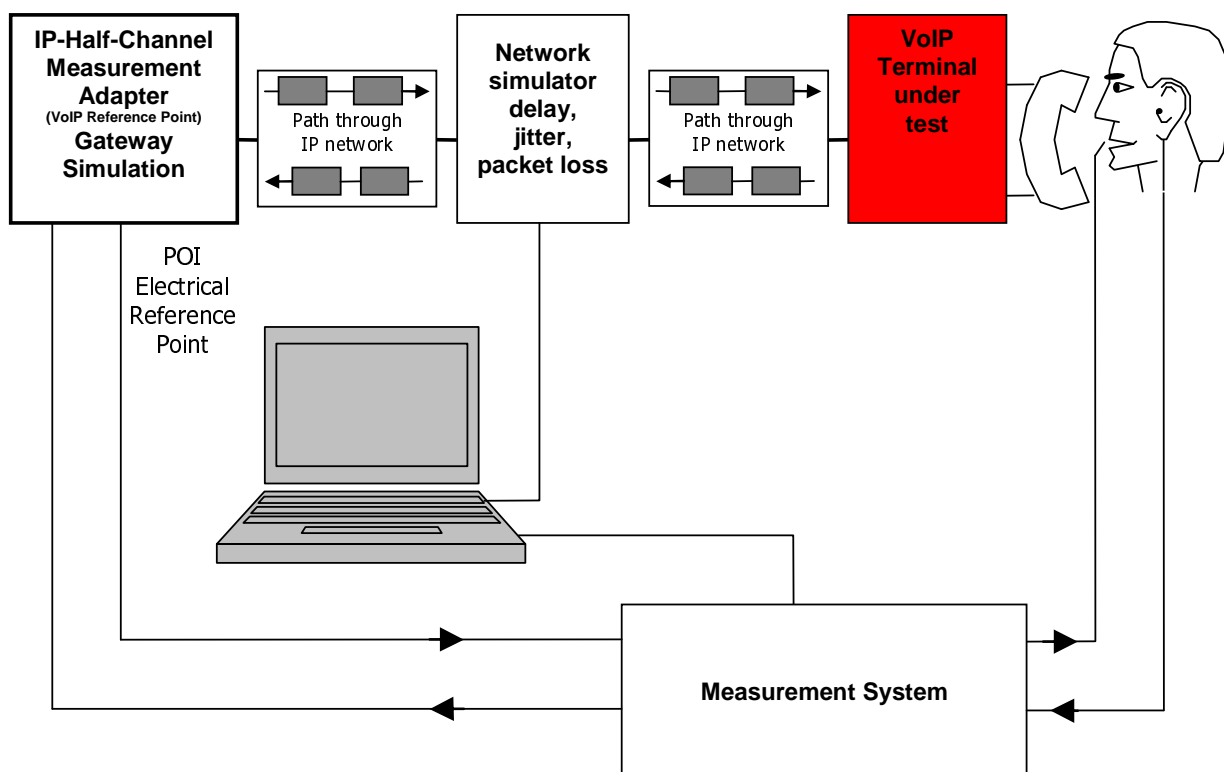 IP-Half-Channel
Measurement
Adapter
(VoIP Reference Point)
Gateway
Simulation
Path through
IP network
Network
simulator
delay,
jitter,
packet loss
Path through
IP network
VoIP
Terminal
under
test
POI
Electrical
Reference
Point
Measurement System